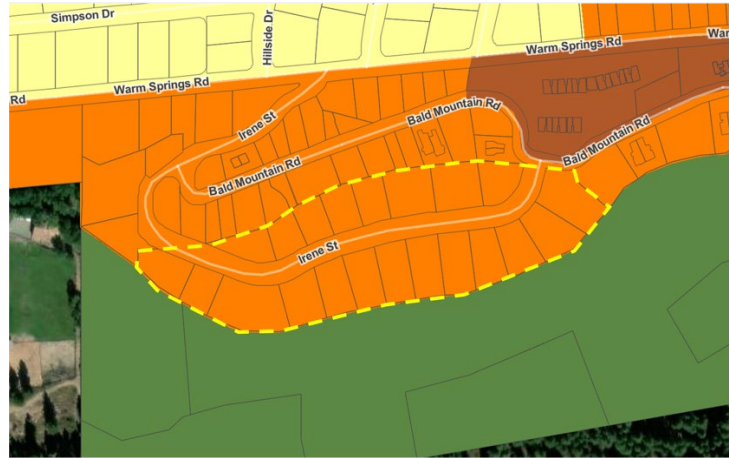 Simpson Dr
Hillside Dr
Warm Springs Rd
War
Warm Springs Rd
Rd
Bald Mountain Rd
Irene St
Bald Mountain Rd
Bald Mountain Rd
Irene St